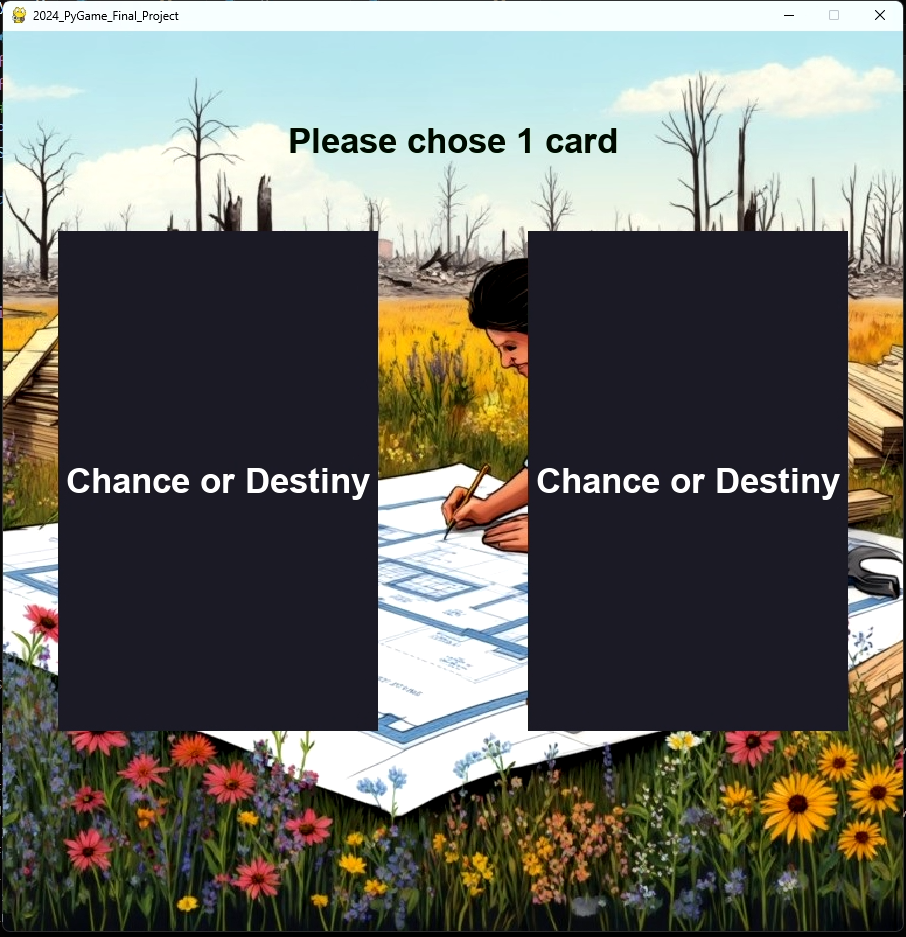 2024_PyGame_Final_Project
Please chose 1 card
Chance or Destiny
Chance or Destiny